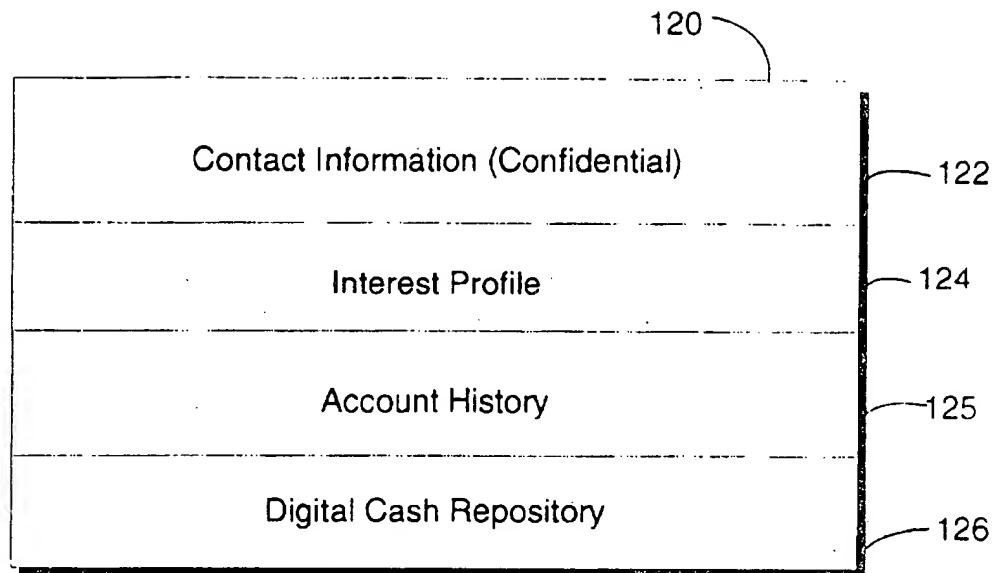 120
Contact Information (Confidential)
122
Interest Profile
124
Account History
125
Digital Cash Repository
126